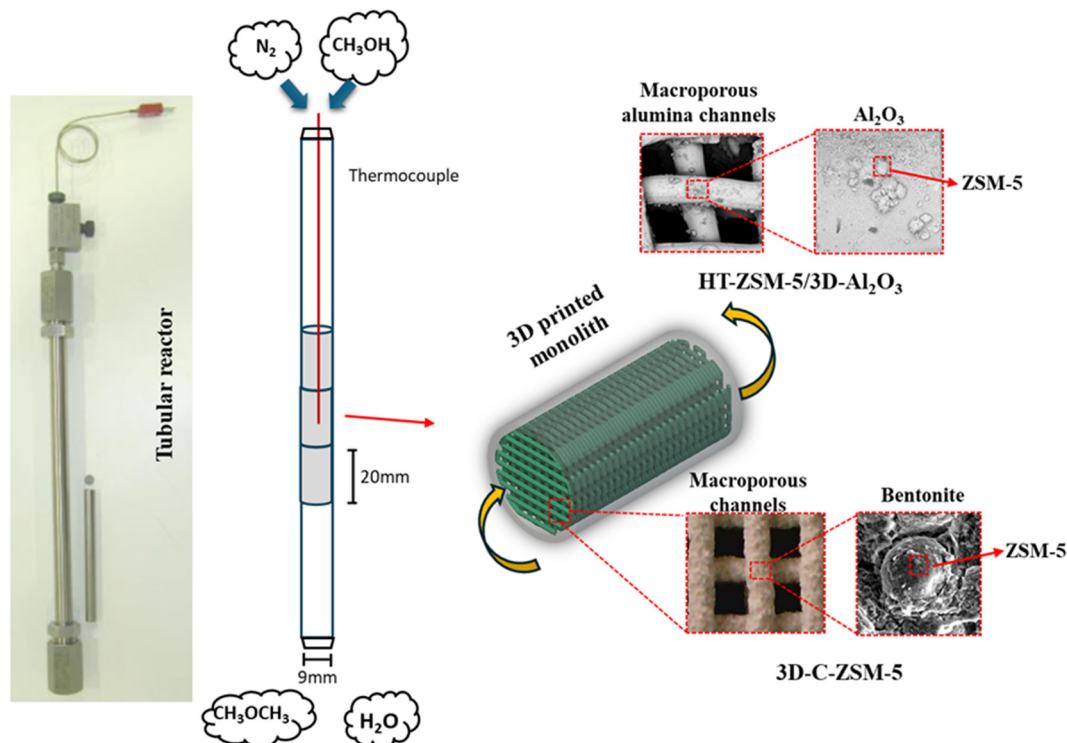 N₂
CH₃OH
Thermocouple
Tubular reactor
20mm
9mm
CH₃OCH₃
H₂O
Macroporous
alumina channels
Al₂O₃
ZSM-5
HT-ZSM-5/3D-Al₂O₃
3D printed
monolith
Macroporous
channels
Bentonite
ZSM-5
3D-C-ZSM-5